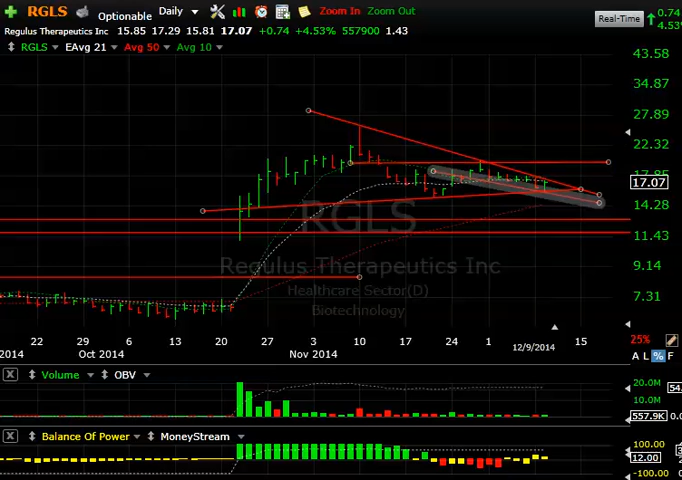 RGLS Optionable Daily Zoom In Zoom Out Real-Time 0.74
4.53%
Regulus Therapeutics Inc 15.85 17.29 15.81 17.07 +0.74 +4.53% 557900 1.43
RGLS EAvg 21 Avg 50 Avg 10
43.58
34.87
27.89
22.32
17.85
17.07
14.28
11.43
9.14
7.31
RGLS
Regulus Therapeutics Inc
Healthcare Sector(D)
Biotechnology
22 29 6 13 20 27 3 10 17 24 1 12/9/2014 15 25%
2014 Oct 2014 Nov 2014 A L % F
X Volume OBV
20.0M
10.0M
557.9K
X Balance Of Power MoneyStream
100.00
12.00
-100.00